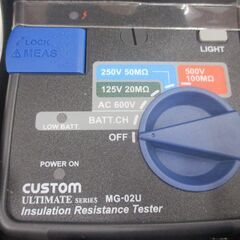 LOCK
MEAS
LIGHT
250V 50MΩ
500V 100MΩ
125V 20MΩ
AC 600V
LOW BATT.
BATT.CH
OFF
POWER ON
CUSTOM
ULTIMATE SERIES MG-02U
Insulation Resistance Tester